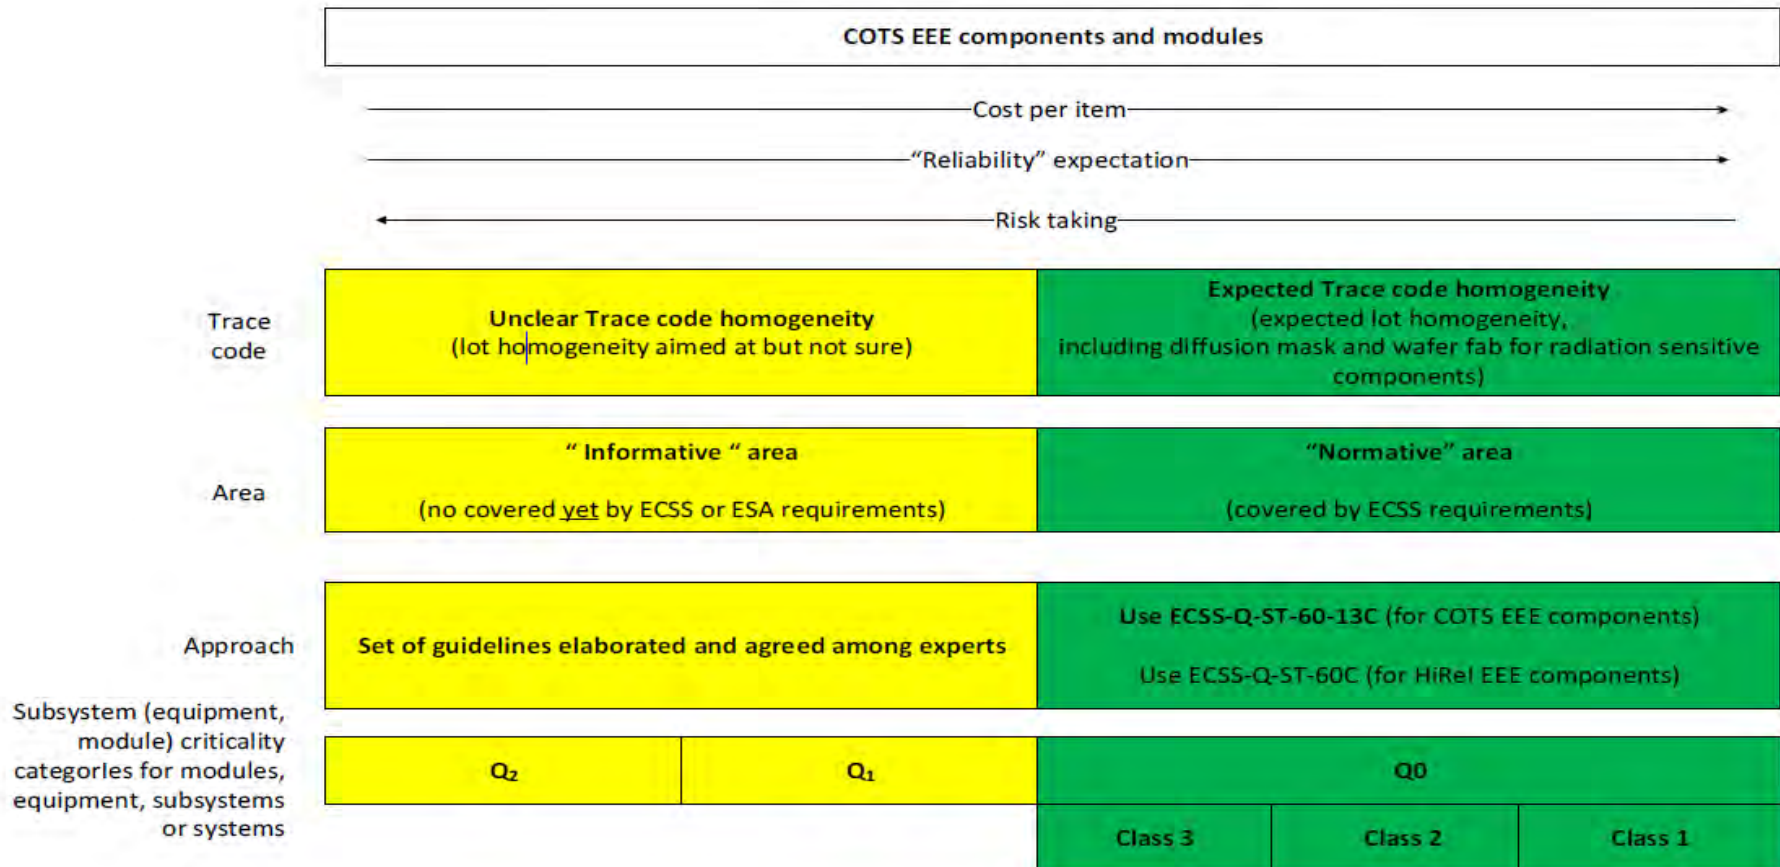 COTS EEE components and modules
Cost per item
“Reliability” expectation
Risk taking
Trace
code
Unclear Trace code homogeneity
(lot homogeneity aimed at but not sure)
Expected Trace code homogeneity
(expected lot homogeneity,
including diffusion mask and wafer fab for radiation sensitive
components)
Area
“ Informative “ area
(no covered yet by ECSS or ESA requirements)
“Normative” area
(covered by ECSS requirements)
Approach
Set of guidelines elaborated and agreed among experts
Use ECSS-Q-ST-60-13C (for COTS EEE components)
Use ECSS-Q-ST-60C (for HiRel EEE components)
Subsystem (equipment,
module) criticality
categories for modules,
equipment, subsystems
or systems
Q₂
Q₁
Q0
Class 3
Class 2
Class 1